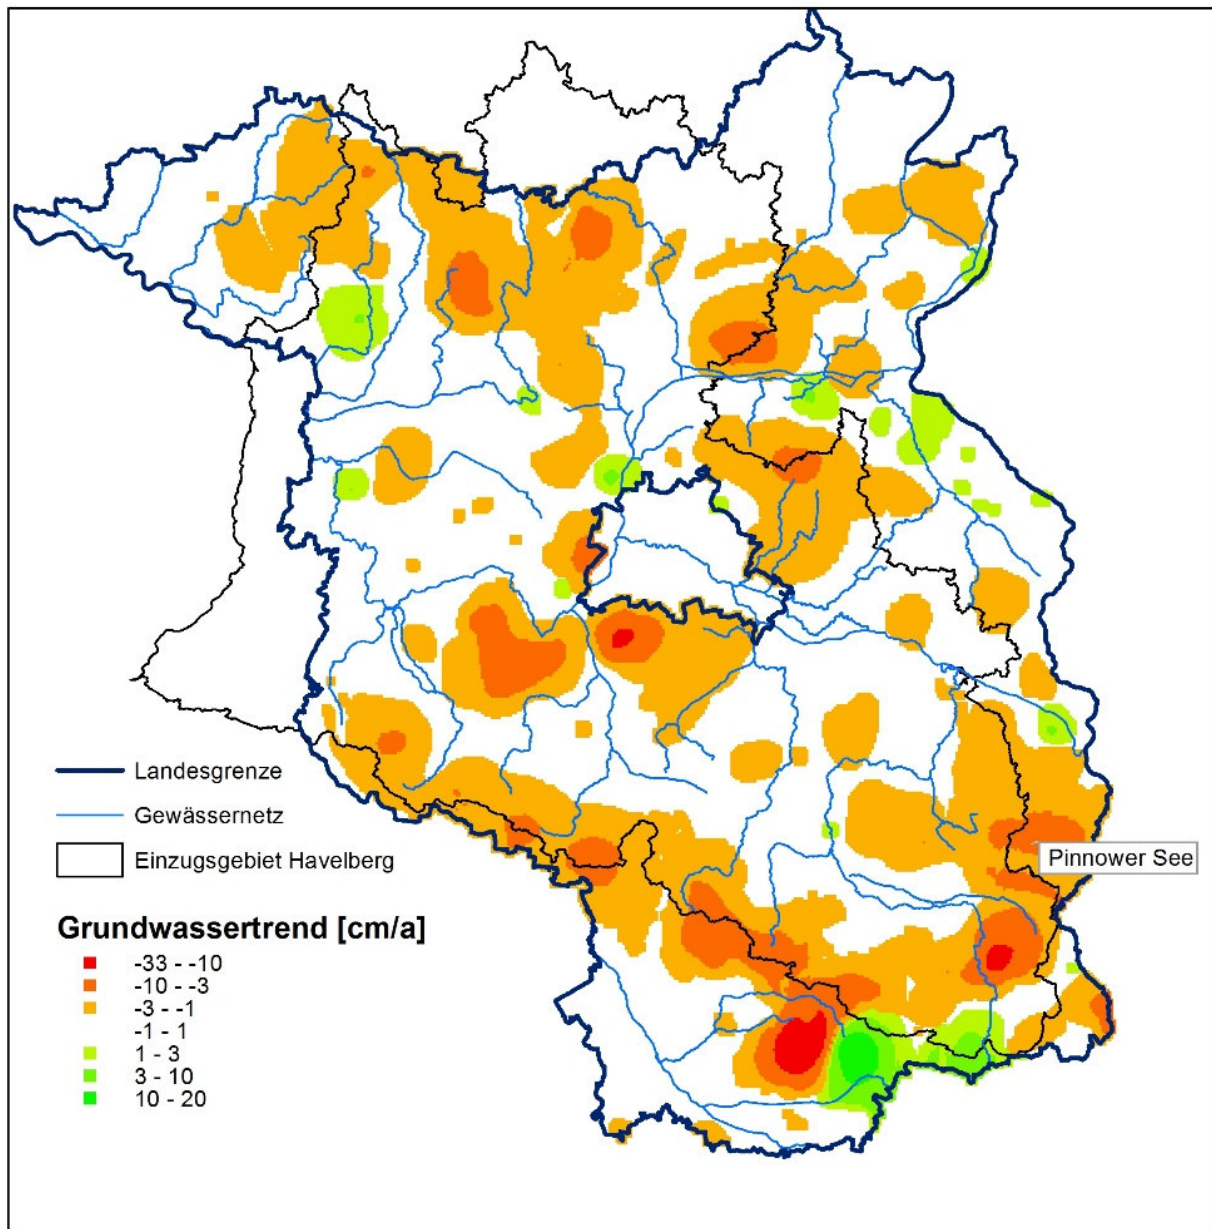 Landesgrenze
Gewässernetz
Einzugsgebiet Havelberg
Pinnower See
Grundwassertrend [cm/a]
-33 - -10
-10 - -3
-3 - -1
-1 - 1
1 - 3
3 - 10
10 - 20